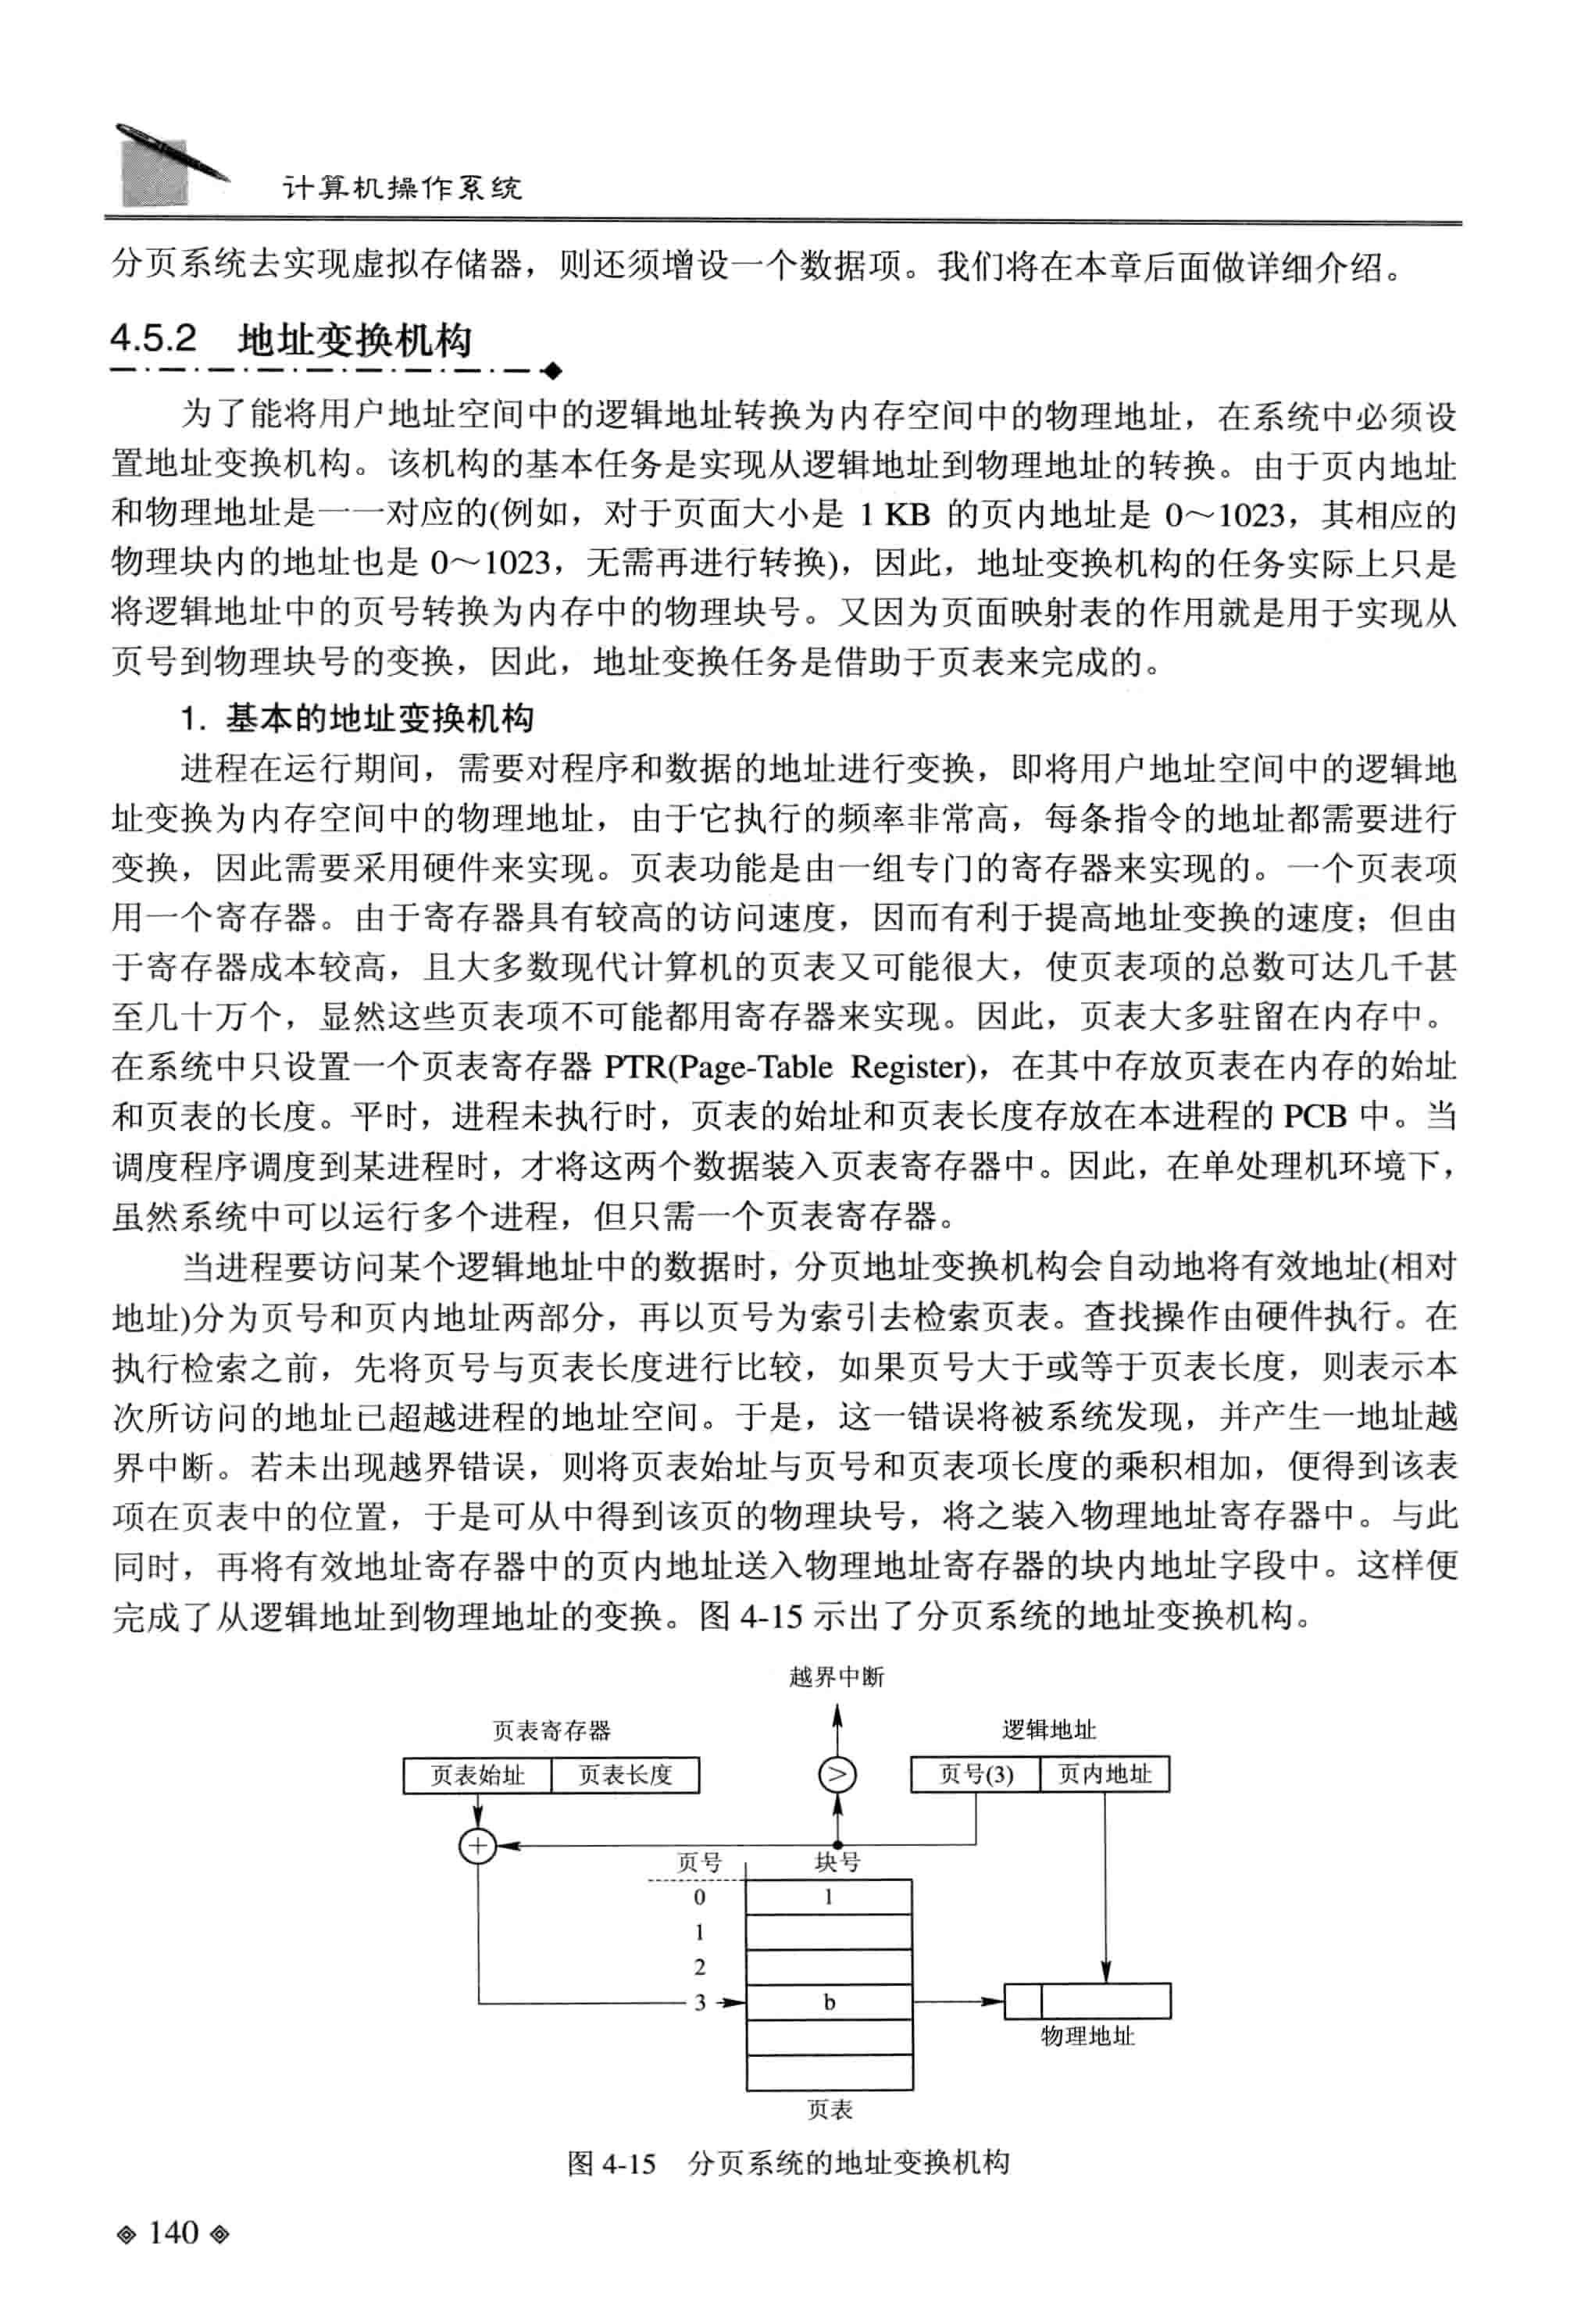 计算机操作系统
分页系统去实现虚拟存储器，则还须增设一个数据项。我们将在本章后面做详细介绍。
4.5.2 地址变换机构
为了能将用户地址空间中的逻辑地址转换为内存空间中的物理地址，在系统中必须设
置地址变换机构。该机构的基本任务是实现从逻辑地址到物理地址的转换。由于页内地址
和物理地址是一一对应的(例如，对于页面大小是 1 KB 的页内地址是 0～1023，其相应的
物理块内的地址也是 0～1023，无需再进行转换)，因此，地址变换机构的任务实际上只是
将逻辑地址中的页号转换为内存中的物理块号。又因为页面映射表的作用就是用于实现从
页号到物理块号的变换，因此，地址变换任务是借助于页表来完成的。
1. 基本的地址变换机构
进程在运行期间，需要对程序和数据的地址进行变换，即将用户地址空间中的逻辑地
址变换为内存空间中的物理地址，由于它执行的频率非常高，每条指令的地址都需要进行
变换，因此需要采用硬件来实现。页表功能是由一组专门的寄存器来实现的。一个页表项
用一个寄存器。由于寄存器具有较高的访问速度，因而有利于提高地址变换的速度；但由
于寄存器成本较高，且大多数现代计算机的页表又可能很大，使页表项的总数可达几千甚
至几十万个，显然这些页表项不可能都用寄存器来实现。因此，页表大多驻留在内存中。
在系统中只设置一个页表寄存器 PTR(Page-Table Register)，在其中存放页表在内存的始址
和页表的长度。平时，进程未执行时，页表的始址和页表长度存放在本进程的 PCB 中。当
调度程序调度到某进程时，才将这两个数据装入页表寄存器中。因此，在单处理机环境下，
虽然系统中可以运行多个进程，但只需一个页表寄存器。
当进程要访问某个逻辑地址中的数据时，分页地址变换机构会自动地将有效地址(相对
地址)分为页号和页内地址两部分，再以页号为索引去检索页表。查找操作由硬件执行。在
执行检索之前，先将页号与页表长度进行比较，如果页号大于或等于页表长度，则表示本
次所访问的地址已超越进程的地址空间。于是，这一错误将被系统发现，并产生一地址越
界中断。若未出现越界错误，则将页表始址与页号和页表项长度的乘积相加，便得到该表
项在页表中的位置，于是可从中得到该页的物理块号，将之装入物理地址寄存器中。与此
同时，再将有效地址寄存器中的页内地址送入物理地址寄存器的块内地址字段中。这样便
完成了从逻辑地址到物理地址的变换。图 4-15 示出了分页系统的地址变换机构。
越界中断
页表寄存器 逻辑地址
页表始址 页表长度 > 页号(3) 页内地址
+
页号 块号
0 1
1
2
3 b
物理地址
页表
图 4-15 分页系统的地址变换机构
140